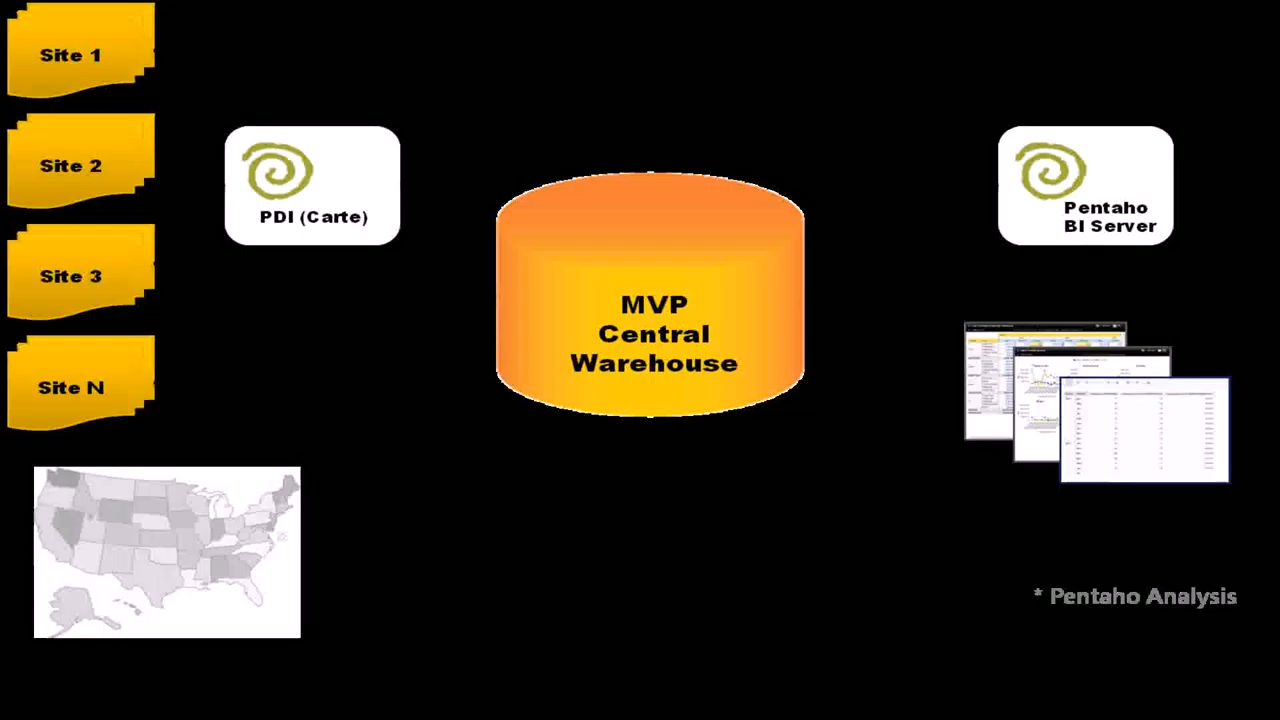 Site 1
Site 2
Site 3
Site N
PDI (Carte)
MVP
Central
Warehouse
Pentaho
BI Server
* Pentaho Analysis